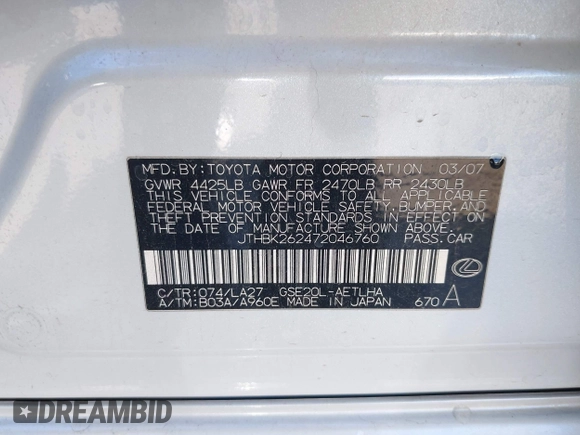 MFD. BY: TOYOTA MOTOR CORPORATION 03/07
GVWR 4425LB GAWR FR 2470LB RR 2430LB
THIS VEHICLE CONFORMS TO ALL APPLICABLE
FEDERAL MOTOR VEHICLE SAFETY, BUMPER, AND
THEFT PREVENTION STANDARDS IN EFFECT ON
THE DATE OF MANUFACTURE SHOWN ABOVE.
JTHBK262472046760 PASS. CAR
C/TR: 074/LA27 GSE20L-AETLHA
A/TM: B03A/A960E MADE IN JAPAN 670 A
DREAMBID